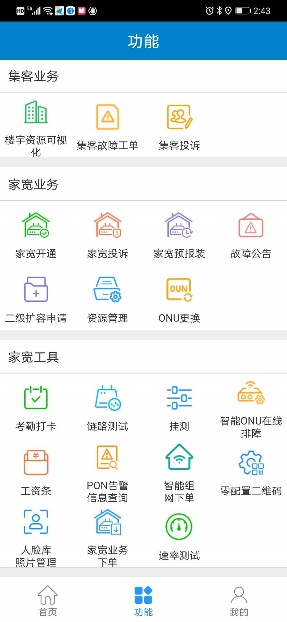 HD 2:43
功能
集客业务
楼宇资源可视
化
集客故障工单
集客投诉
家宽业务
家宽开通
家宽投诉
家宽预报装
故障公告
二级扩容申请
资源管理
ONU更换
家宽工具
考勤打卡
链路测试
挂测
智能ONU在线
排障
工资条
PON告警
信息查询
智能组
网下单
零配置二维码
人脸库
照片管理
家宽业务
下单
速率测试
首页
功能
我的